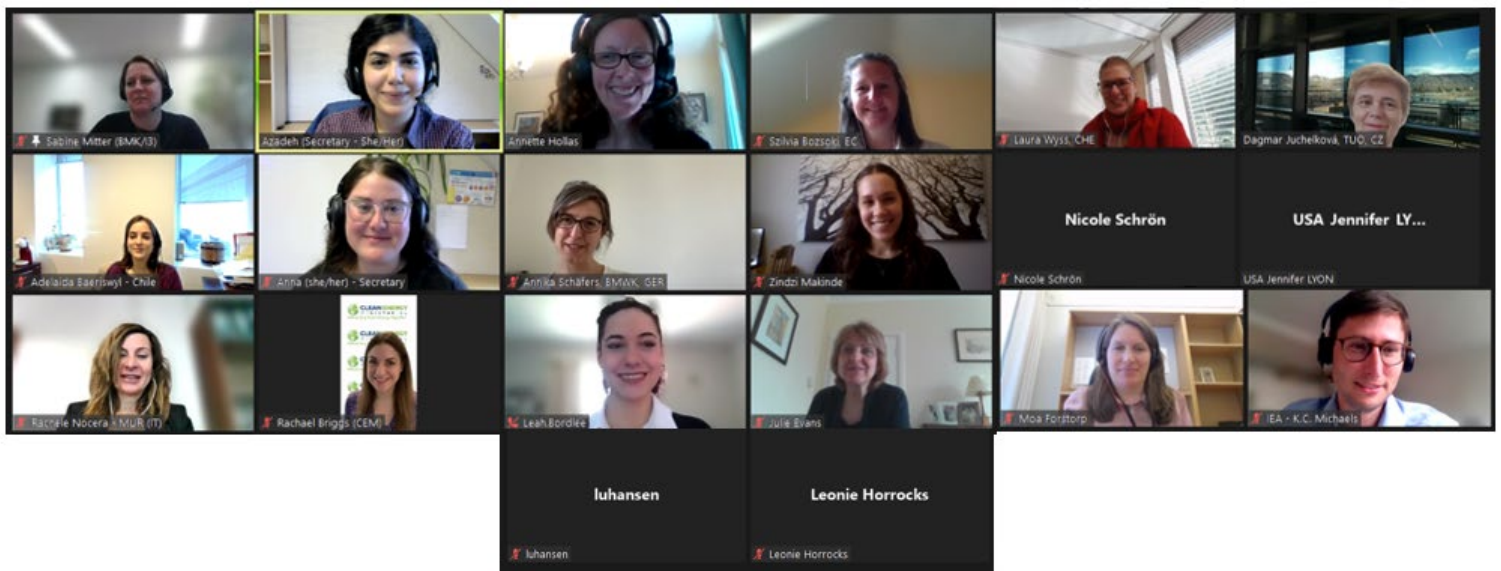 Sabine Mitter (BMK/I3)
Azadeh (Secretary - She/Her)
Annette Hollas
Szilvia Bozsoki, EC
Laura Wyss, CHE
Dagmar Juchelková, TUO, CZ
Adelaida Baeriswyl - Chile
Anna (she/her) - Secretary
Annika Schäfers, BMWK, GER
Zindzi Makinde
Nicole Schrön
Nicole Schrön
USA Jennifer LY...
USA Jennifer LYON
Rachele Nocera - MUR (IT)
CLEANENERGY
Rachael Briggs (CEM)
Leah Bordlee
Julie Evans
Moa Forstorp
IEA - K.C. Michaels
luhansen
luhansen
Leonie Horrocks
Leonie Horrocks